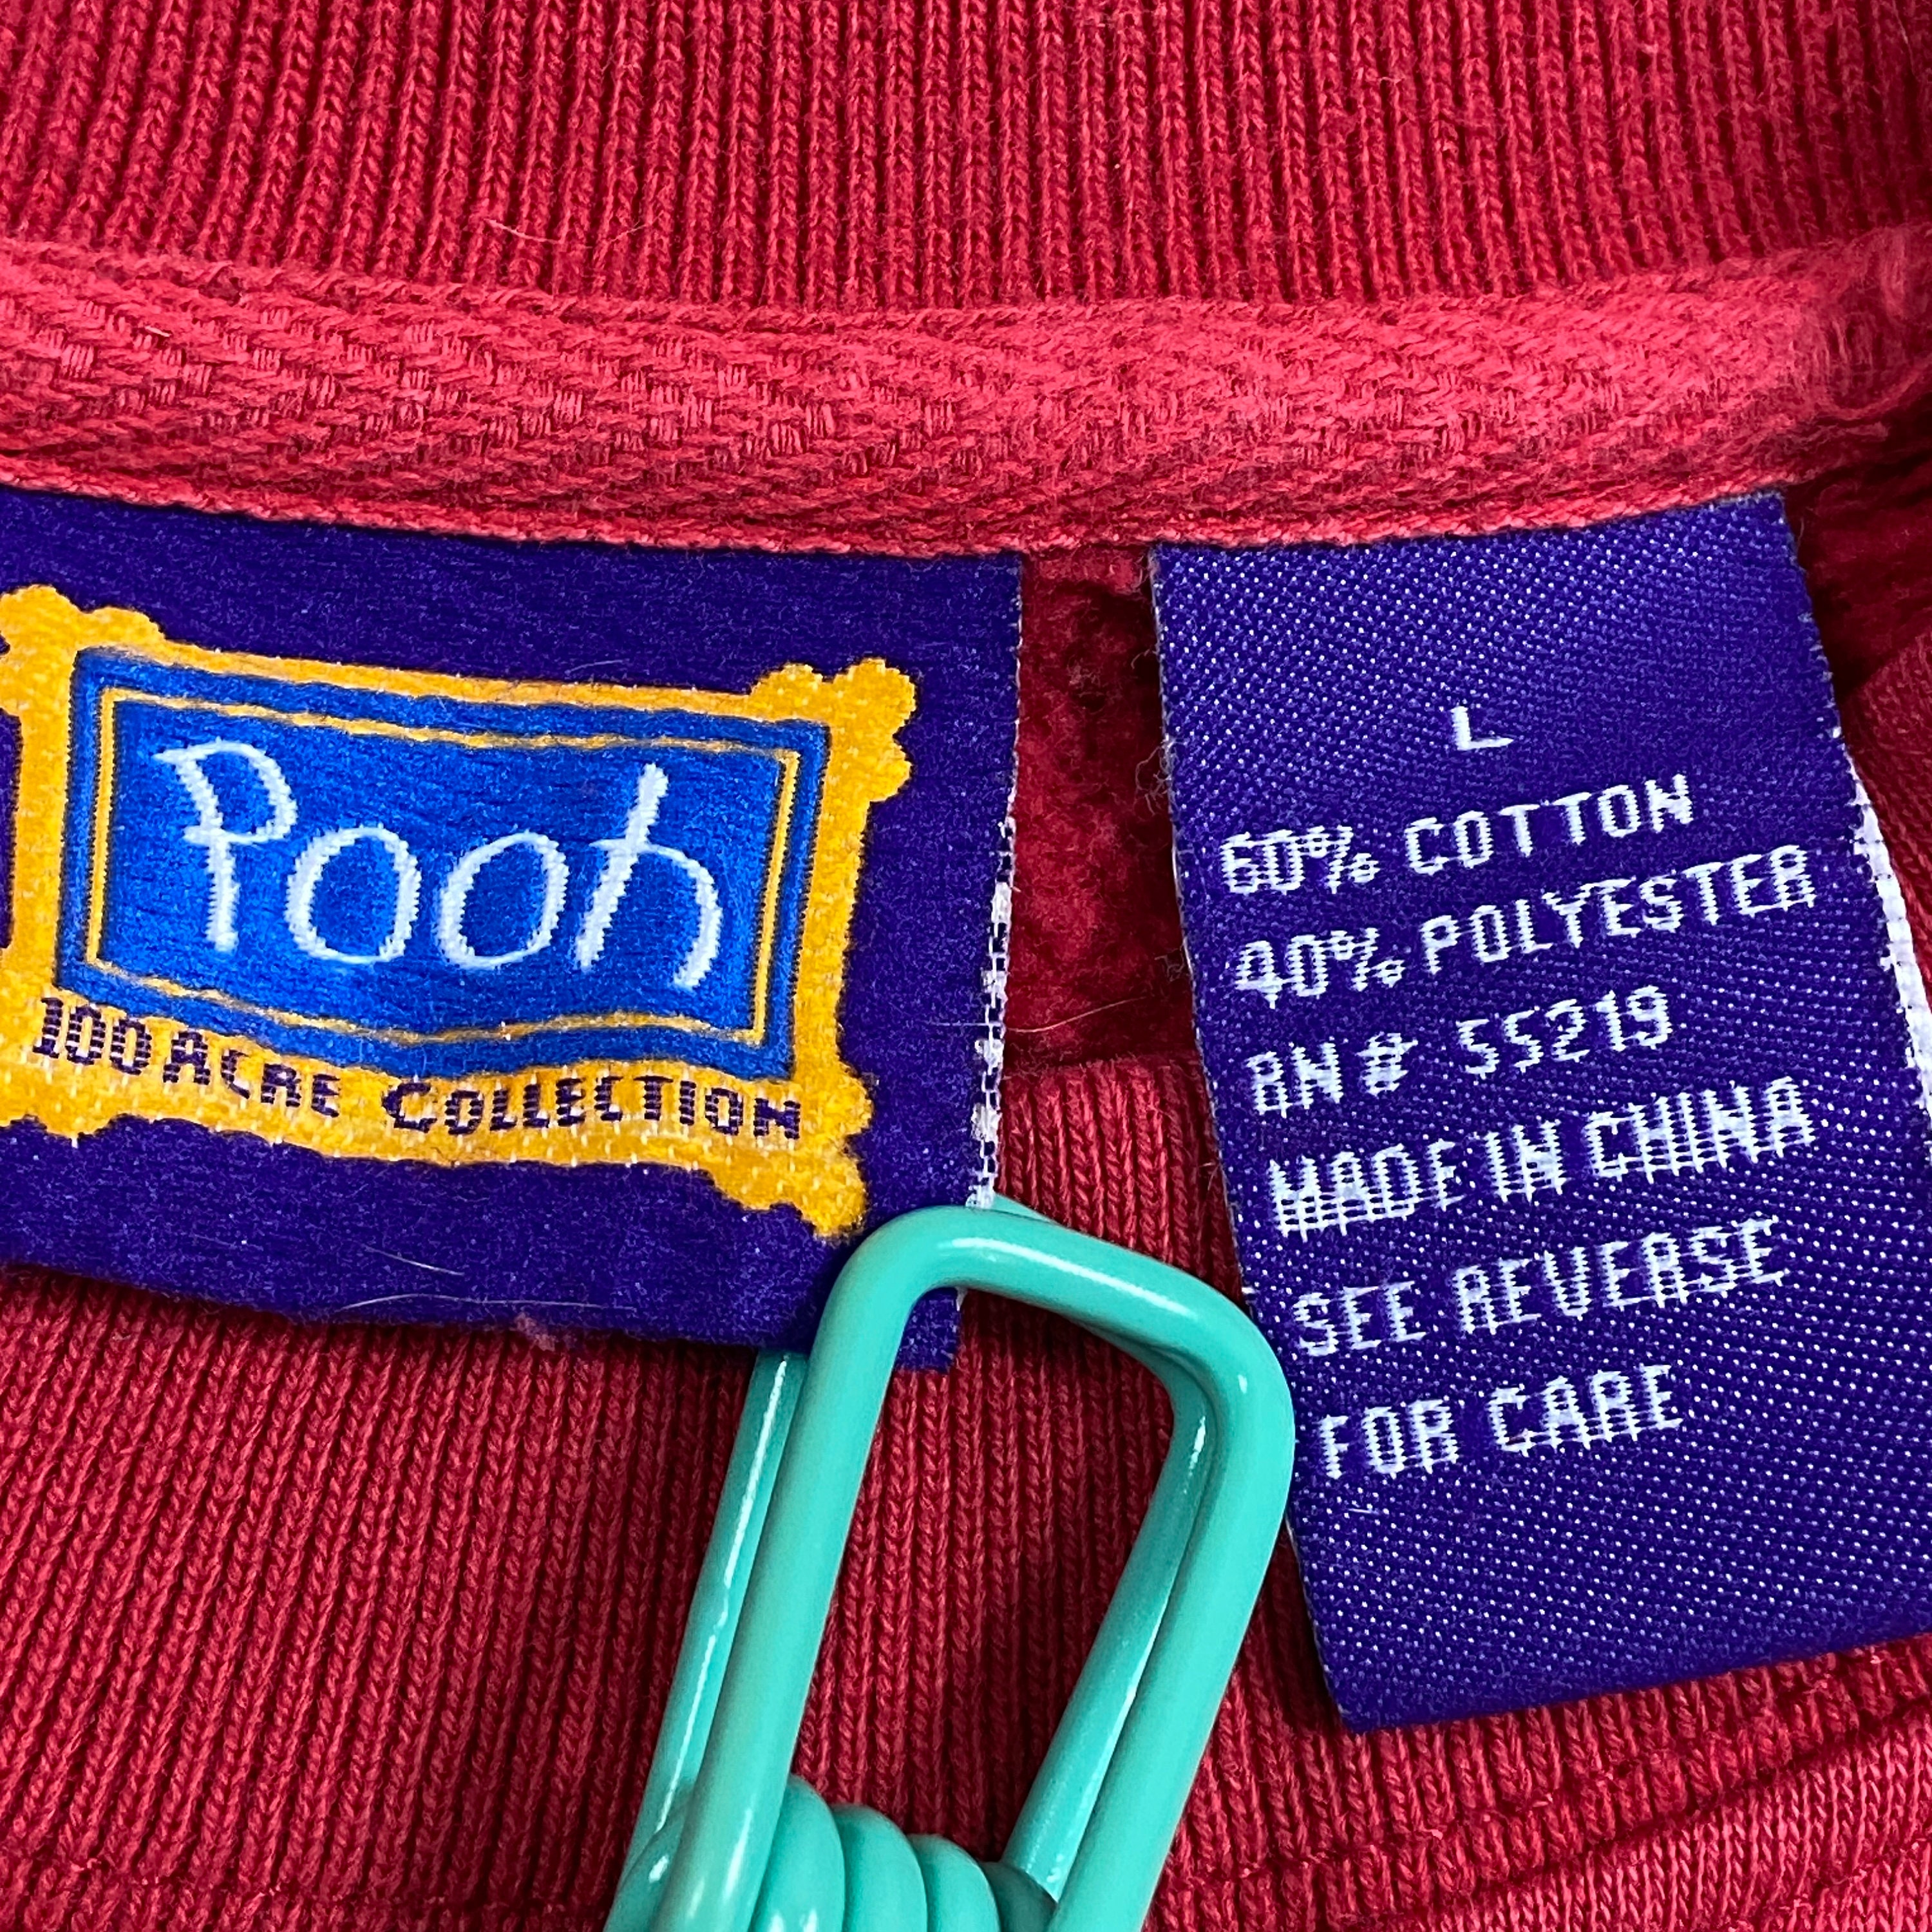 Pooh
100 ACRE COLLECTION
L
60% COTTON
40% POLYESTER
RN# 55219
MADE IN CHINA
SEE REVERSE
FOR CARE